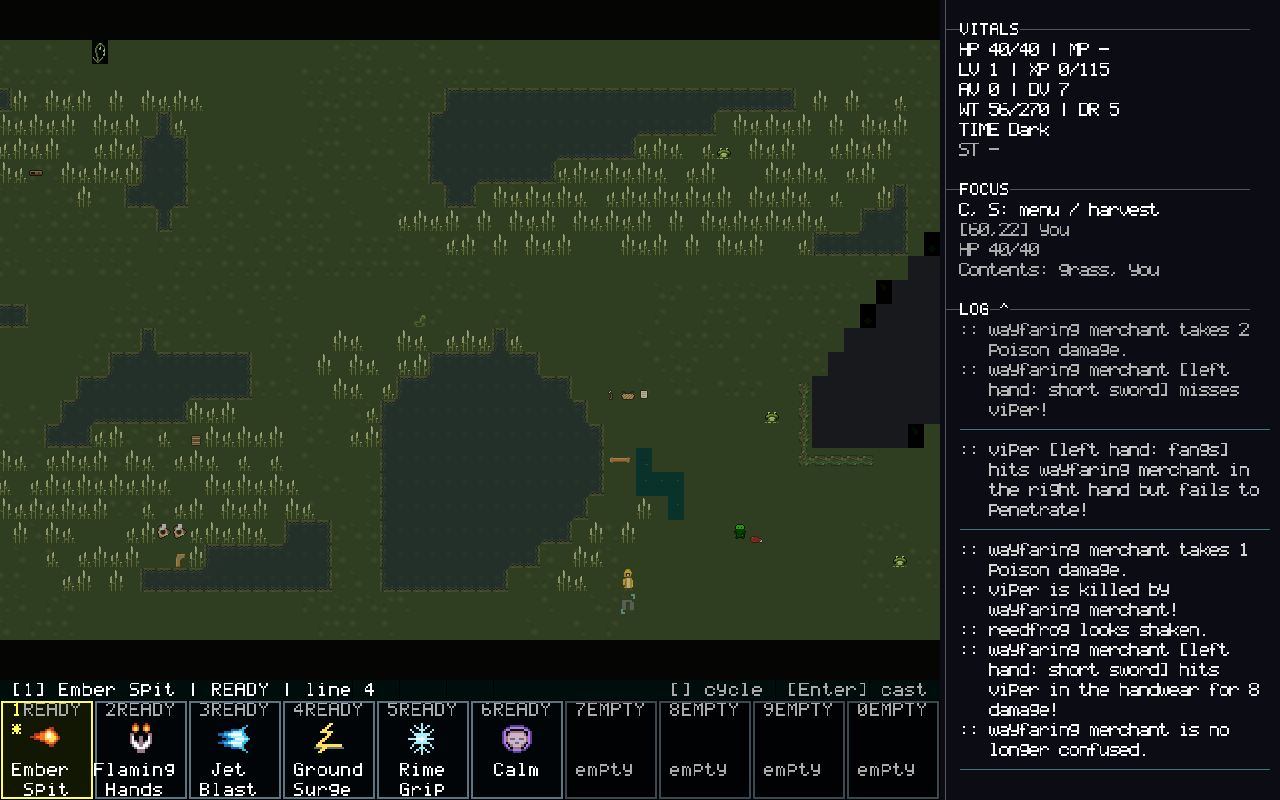 VITALS
HP 40/40 | MP -
LV 1 | XP 0/115
AV 0 | DV 7
WT 56/270 | DR 5
TIME Dark
ST -
FOCUS
C, S: menu / harvest
[60,22] You
HP 40/40
Contents: grass, You
LOG ^
:: wayfaring merchant takes 2
Poison damage.
:: wayfaring merchant [left
hand: short sword] misses
viper!
:: viper [left hand: fangs]
hits wayfaring merchant in
the right hand but fails to
Penetrate!
:: wayfaring merchant takes 1
Poison damage.
:: viper is killed by
wayfaring merchant!
:: reedfrog looks shaken.
:: wayfaring merchant [left
hand: short sword] hits
viper in the handwear for 8
damage!
:: wayfaring merchant is no
longer confused.
[1] Ember Spit | READY | line 4
[] cycle [Enter] cast
1READY 2READY 3READY 4READY 5READY 6READY 7EMPTY 8EMPTY 9EMPTY 0EMPTY
*
Ember Flaming Jet Ground Rime Calm empty empty empty empty
Spit Hands Blast Surge Grip